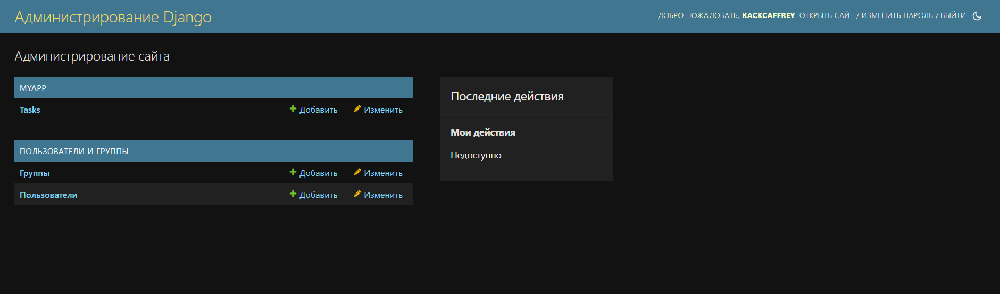 Администрирование Django
ДОБРО ПОЖАЛОВАТЬ, KACKCAFFREY. ОТКРЫТЬ САЙТ / ИЗМЕНИТЬ ПАРОЛЬ / ВЫЙТИ
Администрирование сайта
MYAPP
Tasks Добавить Изменить
ПОЛЬЗОВАТЕЛИ И ГРУППЫ
Группы Добавить Изменить
Пользователи Добавить Изменить
Последние действия
Мои действия
Недоступно